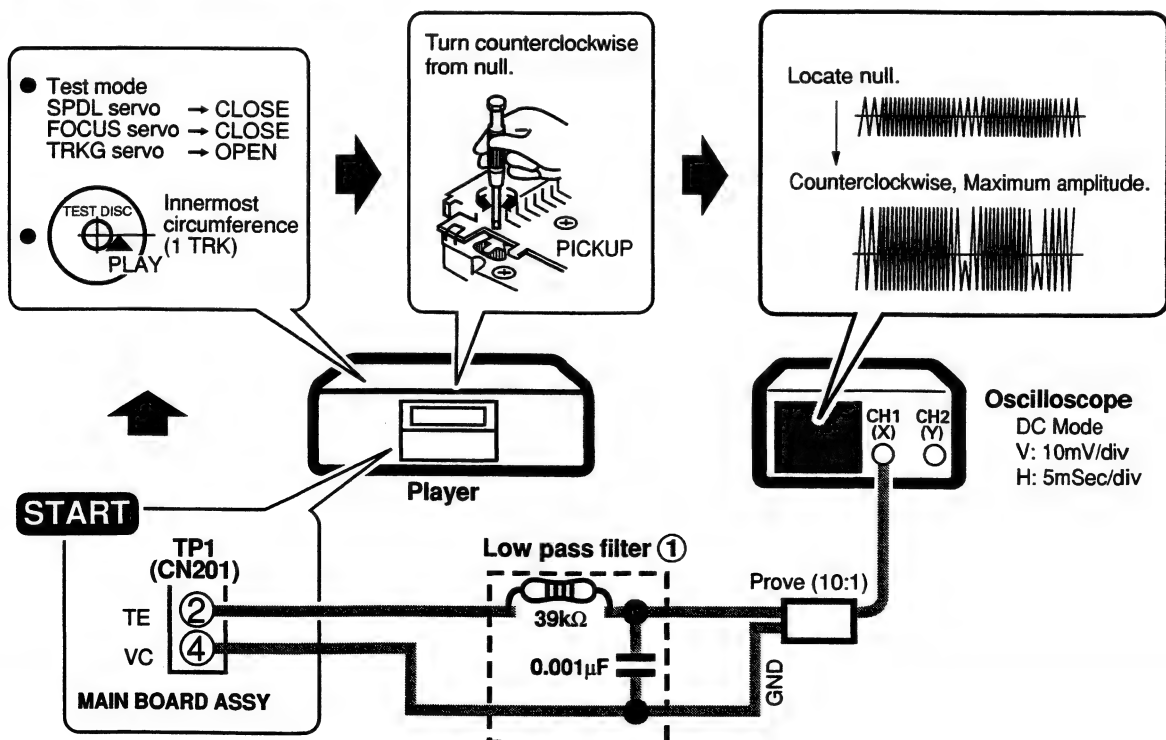 ● Test mode
SPDL servo → CLOSE
FOCUS servo → CLOSE
TRKG servo → OPEN
● TEST DISC
PLAY
Innermost
circumference
(1 TRK)
Turn counterclockwise
from null.
PICKUP
Locate null.
Counterclockwise, Maximum amplitude.
Player
CH1
(X)
CH2
(Y)
Oscilloscope
DC Mode
V: 10mV/div
H: 5mSec/div
START
TP1
(CN201)
TE ②
VC ④
MAIN BOARD ASSY
Low pass filter ①
39kΩ
0.001μF
Prove (10:1)
GND